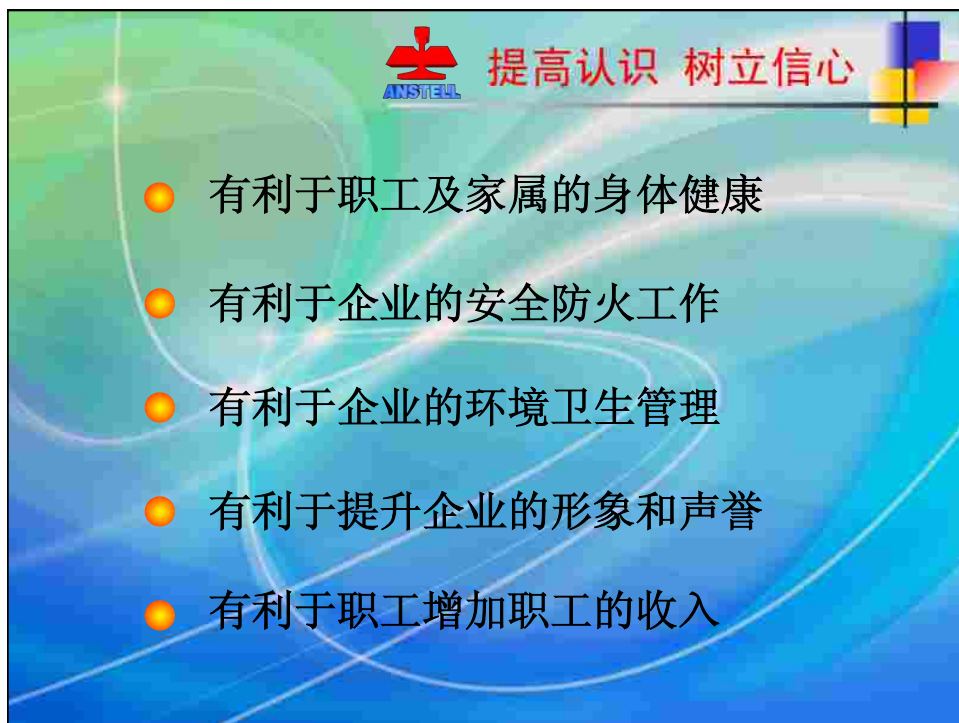 ANSTELL
提高认识 树立信心
有利于职工及家属的身体健康
有利于企业的安全防火工作
有利于企业的环境卫生管理
有利于提升企业的形象和声誉
有利于职工增加职工的收入